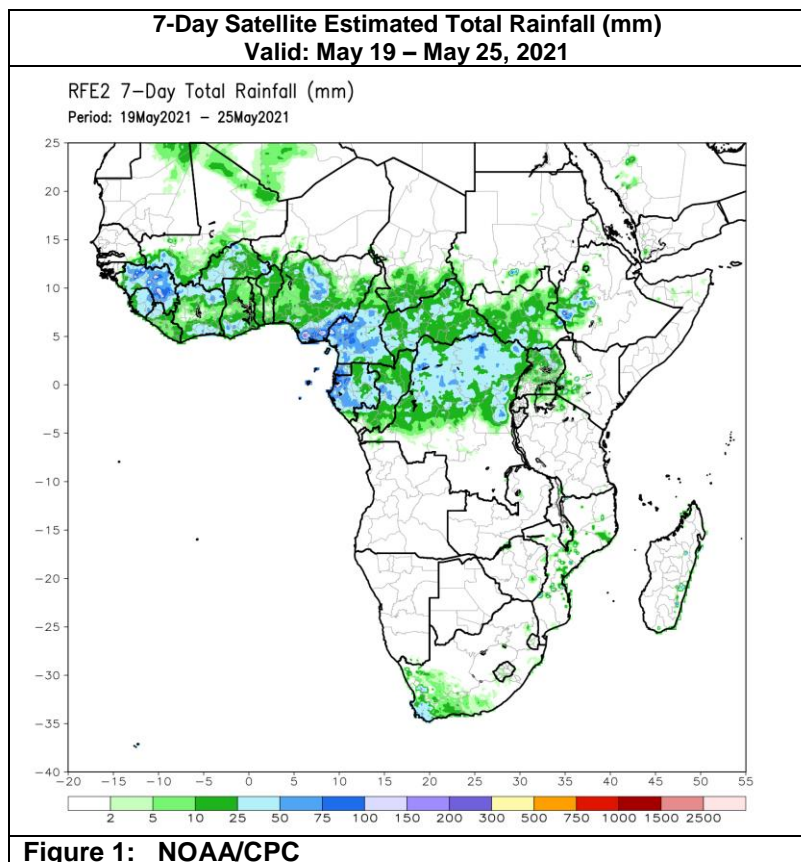 7-Day Satellite Estimated Total Rainfall (mm)
Valid: May 19 – May 25, 2021
RFE2 7-Day Total Rainfall (mm)
Period: 19May2021 – 25May2021
25
20
15
10
5
0
-5
-10
-15
-20
-25
-30
-35
-40
-20 -15 -10 -5 0 5 10 15 20 25 30 35 40 45 50 55
2 5 10 25 50 75 100 150 200 300 500 750 1000 1500 2500
Figure 1: NOAA/CPC